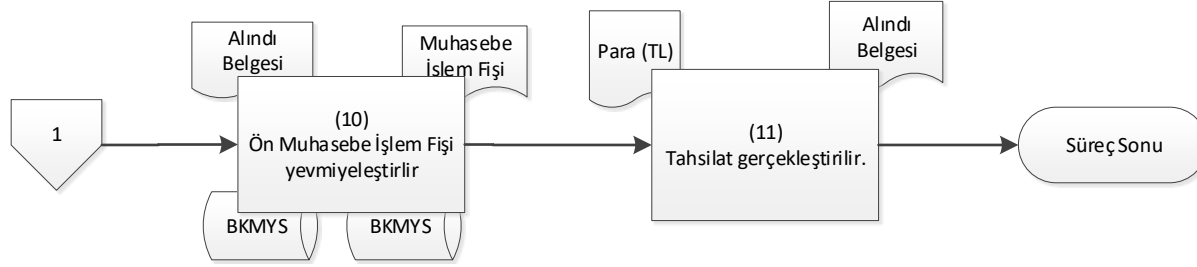 1
Alındı
Belgesi
Muhasebe
İşlem Fişi
(10)
Ön Muhasebe İşlem Fişi
yevmiyeleştirlir
BKMYS
BKMYS
Para (TL)
Alındı
Belgesi
(11)
Tahsilat gerçekleştirilir.
Süreç Sonu